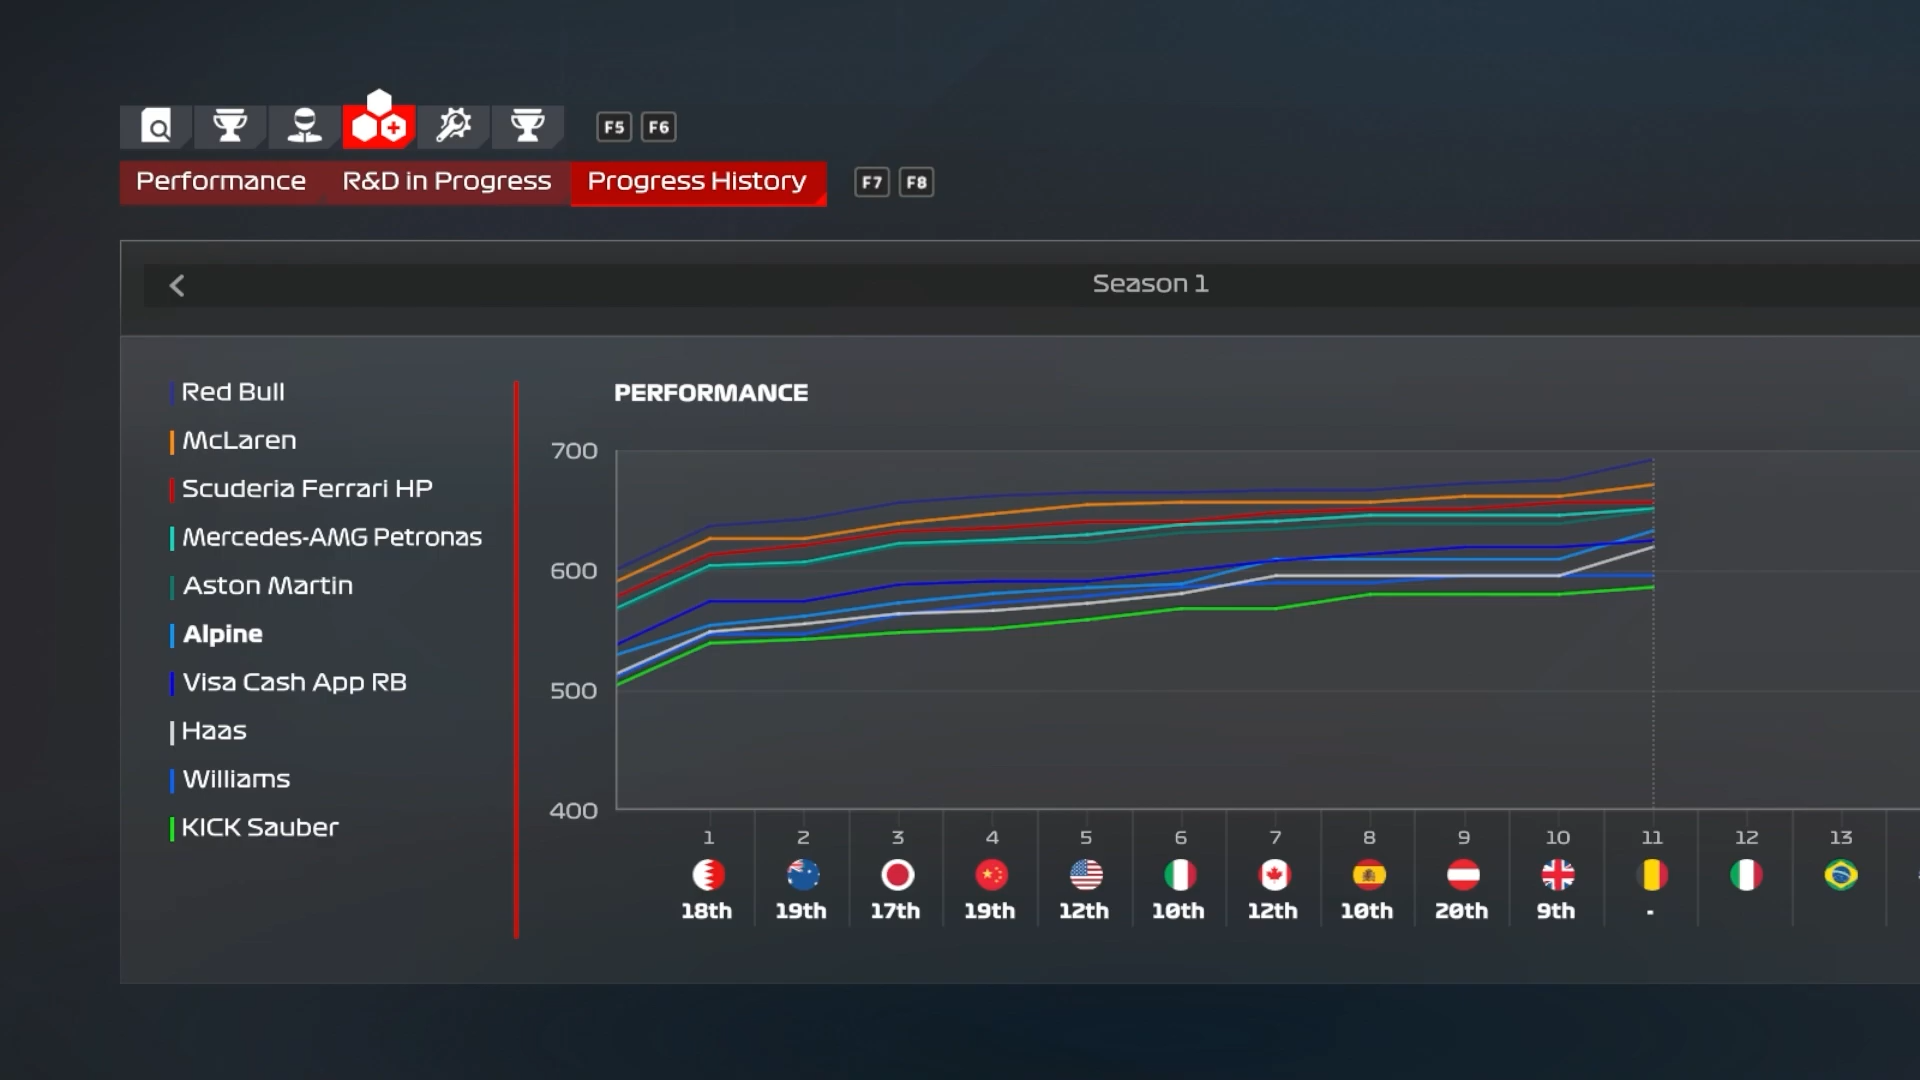 F5 F6
Performance R&D in Progress Progress History F7 F8
Season 1
Red Bull
McLaren
Scuderia Ferrari HP
Mercedes-AMG Petronas
Aston Martin
Alpine
Visa Cash App RB
Haas
Williams
KICK Sauber
PERFORMANCE
700
600
500
400
1 2 3 4 5 6 7 8 9 10 11 12 13
18th 19th 17th 19th 12th 10th 12th 10th 20th 9th -